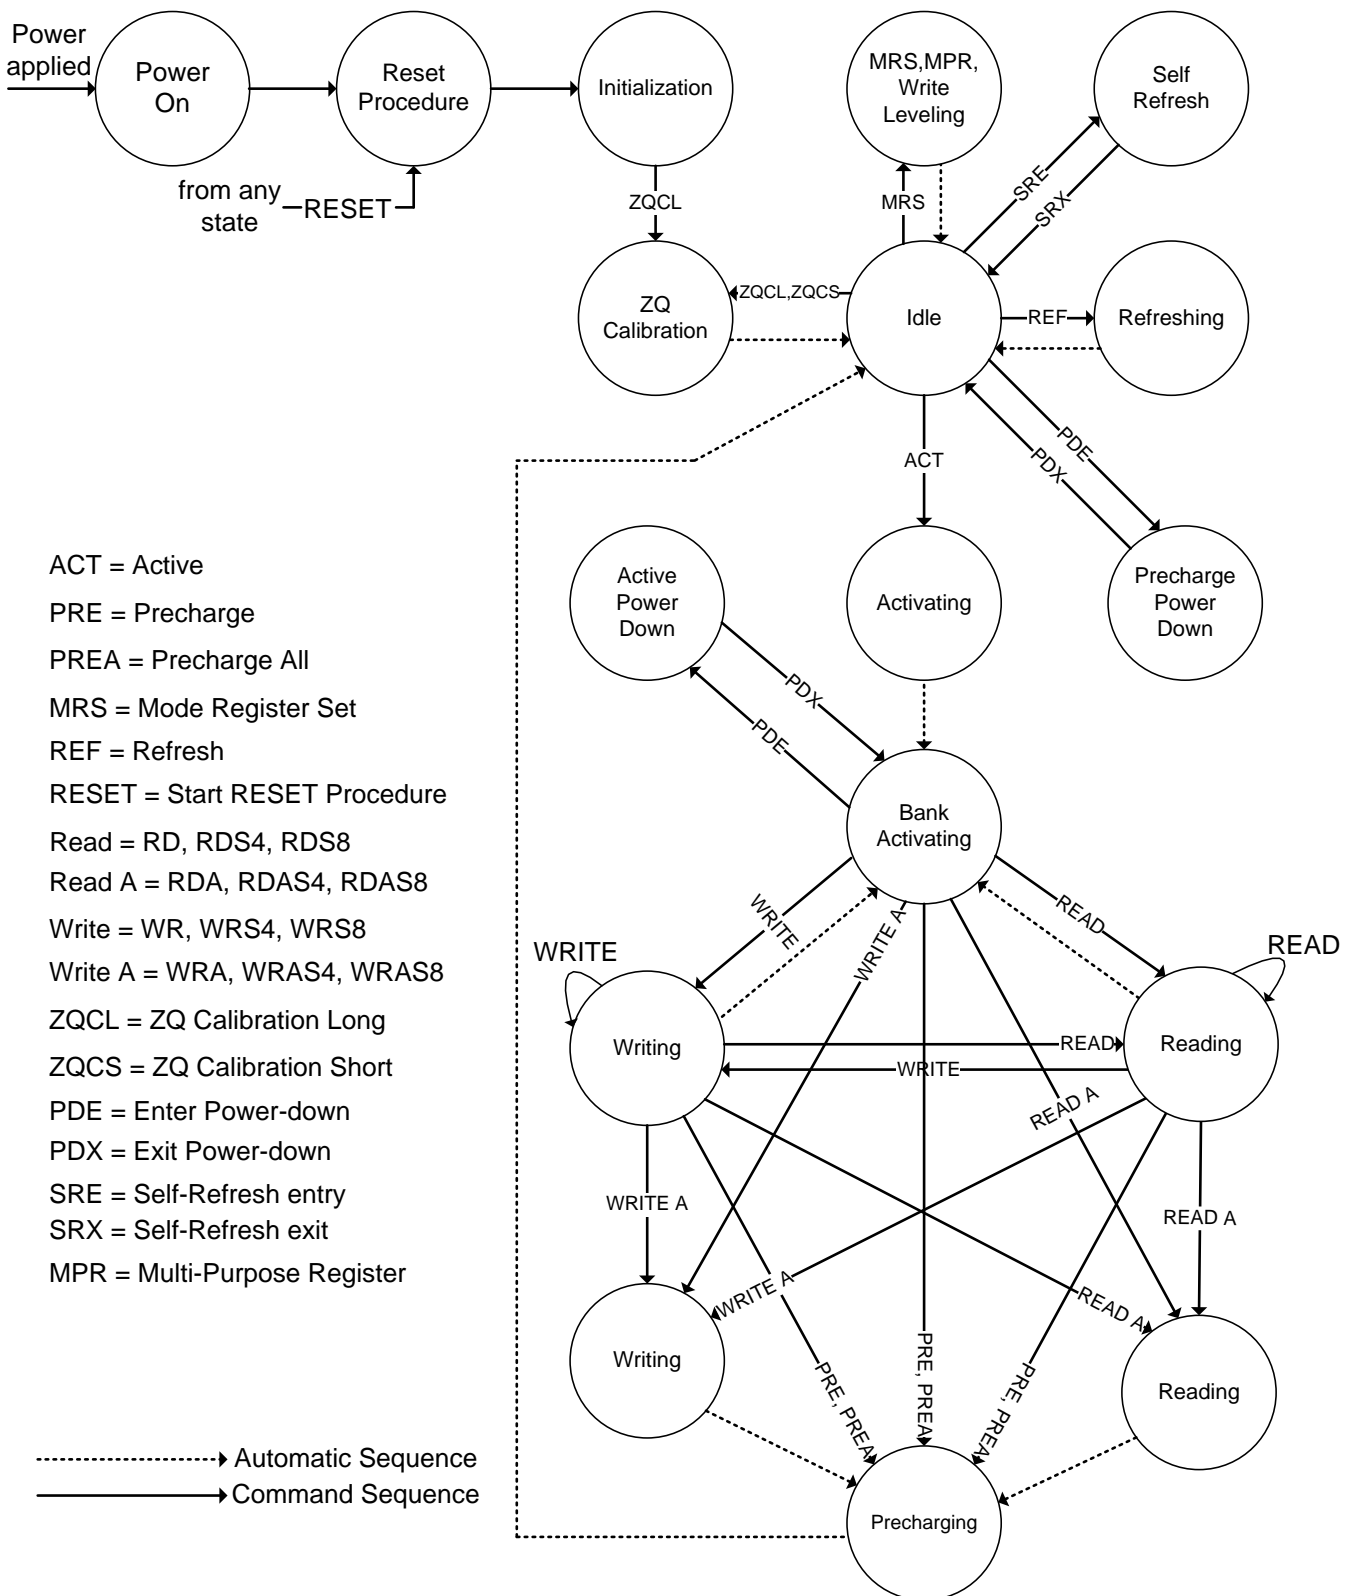 Power
applied
Power
On
Reset
Procedure
Initialization
MRS,MPR,
Write
Leveling
Self
Refresh
from any
state
RESET
ZQCL
MRS
SRE
SRX
ZQ
Calibration
ZQCL,ZQCS
Idle
REF
Refreshing
ACT
PDE
PDX
Active
Power
Down
Activating
Precharge
Power
Down
PDX
PDE
Bank
Activating
ACT = Active
PRE = Precharge
PREA = Precharge All
MRS = Mode Register Set
REF = Refresh
RESET = Start RESET Procedure
Read = RD, RDS4, RDS8
Read A = RDA, RDAS4, RDAS8
Write = WR, WRS4, WRS8
Write A = WRA, WRAS4, WRAS8
ZQCL = ZQ Calibration Long
ZQCS = ZQ Calibration Short
PDE = Enter Power-down
PDX = Exit Power-down
SRE = Self-Refresh entry
SRX = Self-Refresh exit
MPR = Multi-Purpose Register
WRITE
WRITE
WRITE A
READ
READ
Writing
READ
WRITE
Reading
READ A
WRITE A
READ A
WRITE A
READ A
Writing
PRE, PREA
PRE, PREA
PRE, PREA
Reading
Precharging
Automatic Sequence
Command Sequence